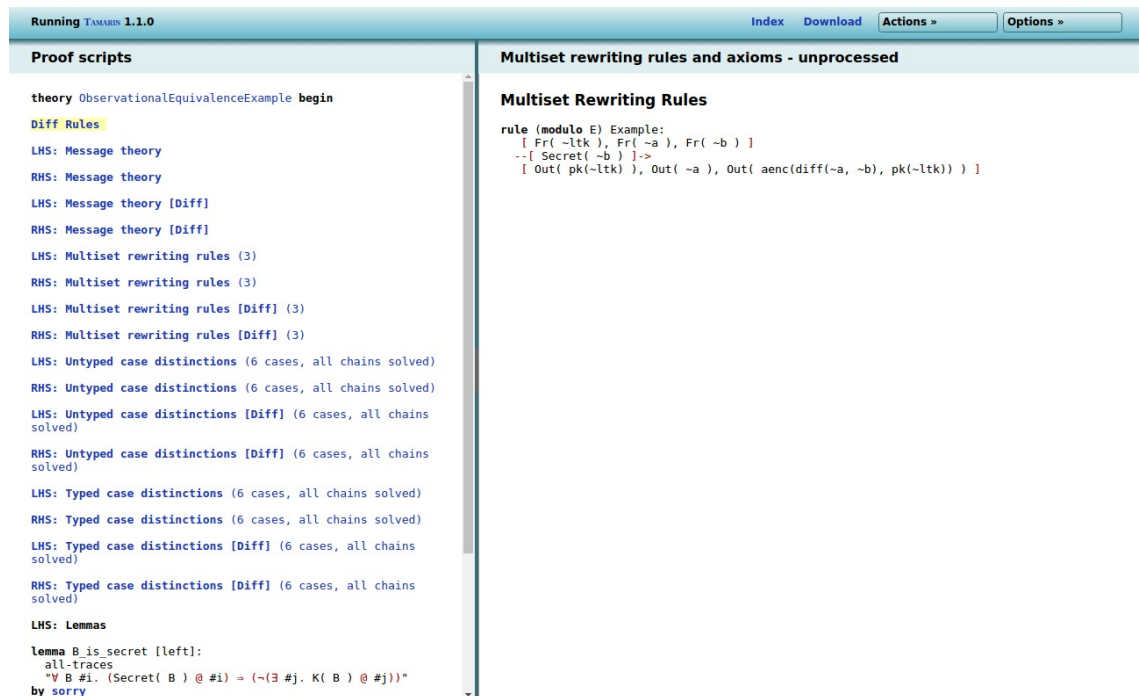 Running TAMARIN 1.1.0
Index Download Actions » Options »
Proof scripts
theory ObservationalEquivalenceExample begin
Diff Rules
LHS: Message theory
RHS: Message theory
LHS: Message theory [Diff]
RHS: Message theory [Diff]
LHS: Multiset rewriting rules (3)
RHS: Multiset rewriting rules (3)
LHS: Multiset rewriting rules [Diff] (3)
RHS: Multiset rewriting rules [Diff] (3)
LHS: Untyped case distinctions (6 cases, all chains solved)
RHS: Untyped case distinctions (6 cases, all chains solved)
LHS: Untyped case distinctions [Diff] (6 cases, all chains
solved)
RHS: Untyped case distinctions [Diff] (6 cases, all chains
solved)
LHS: Typed case distinctions (6 cases, all chains solved)
RHS: Typed case distinctions (6 cases, all chains solved)
LHS: Typed case distinctions [Diff] (6 cases, all chains
solved)
RHS: Typed case distinctions [Diff] (6 cases, all chains
solved)
LHS: Lemmas
lemma B_is_secret [left]:
all-traces
"∀ B #i. (Secret( B ) @ #i) ⇒ (¬(∃ #j. K( B ) @ #j))"
by sorry
Multiset rewriting rules and axioms - unprocessed
Multiset Rewriting Rules
rule (modulo E) Example:
[ Fr( ~ltk ), Fr( ~a ), Fr( ~b ) ]
--[ Secret( ~b ) ]->
[ Out( pk(~ltk) ), Out( ~a ), Out( aenc(diff(~a, ~b), pk(~ltk)) ) ]